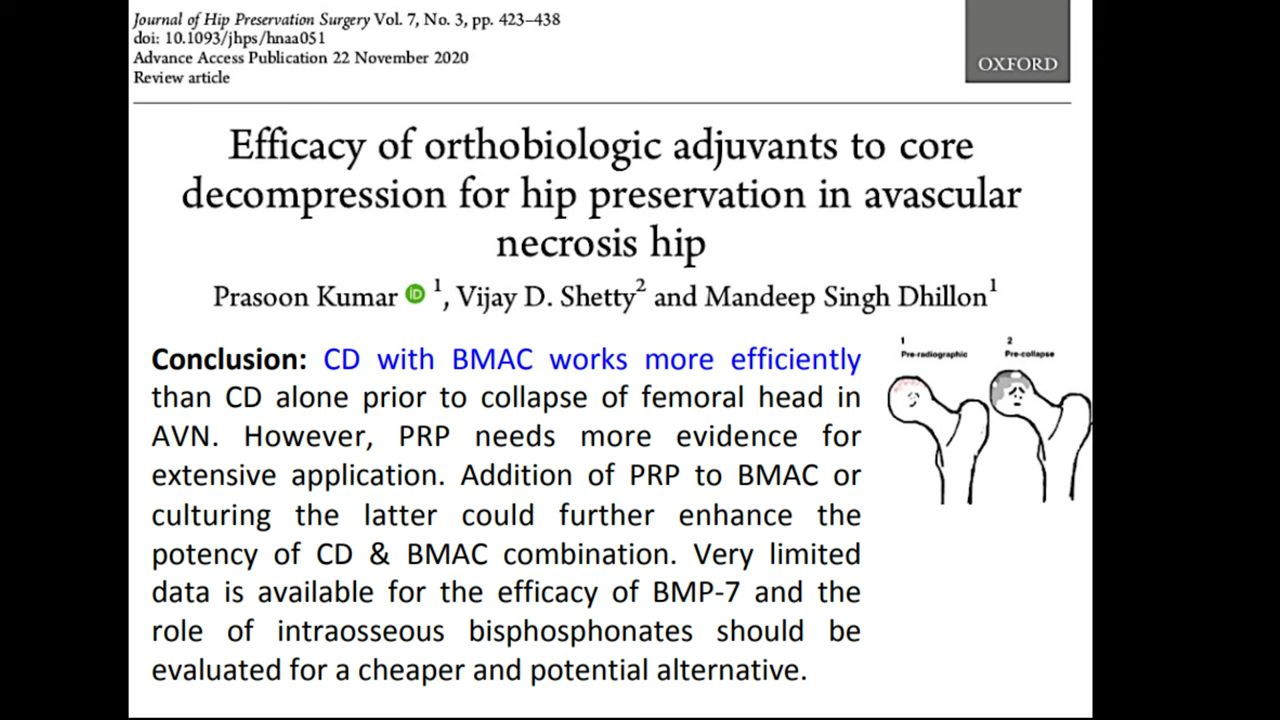 Journal of Hip Preservation Surgery Vol. 7, No. 3, pp. 423–438
doi: 10.1093/jhps/hnaa051
Advance Access Publication 22 November 2020
Review article
OXFORD
Efficacy of orthobiologic adjuvants to core
decompression for hip preservation in avascular
necrosis hip
Prasoon Kumar iD 1, Vijay D. Shetty2 and Mandeep Singh Dhillon1
Conclusion: CD with BMAC works more efficiently
than CD alone prior to collapse of femoral head in
AVN. However, PRP needs more evidence for
extensive application. Addition of PRP to BMAC or
culturing the latter could further enhance the
potency of CD & BMAC combination. Very limited
data is available for the efficacy of BMP-7 and the
role of intraosseous bisphosphonates should be
evaluated for a cheaper and potential alternative.
1
Pre-radiographic
2
Pre-collapse